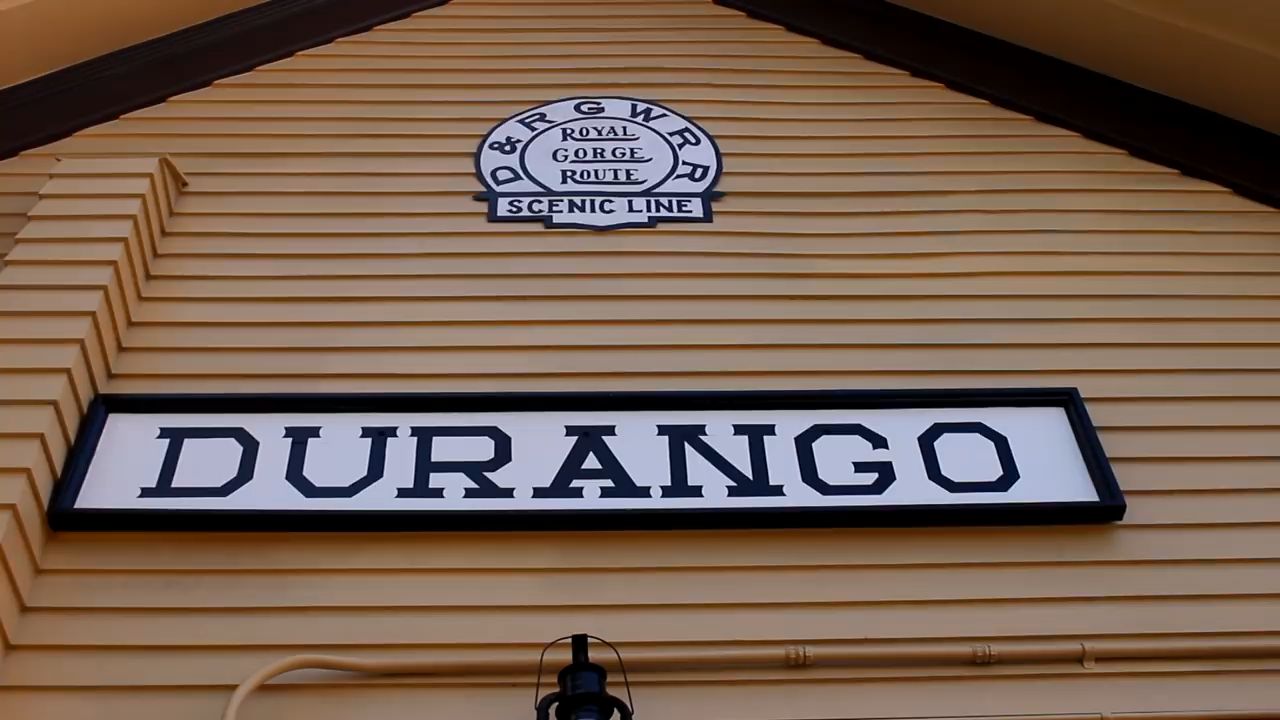 D&RGWRR
ROYAL
GORGE
ROUTE
SCENIC LINE
DURANGO